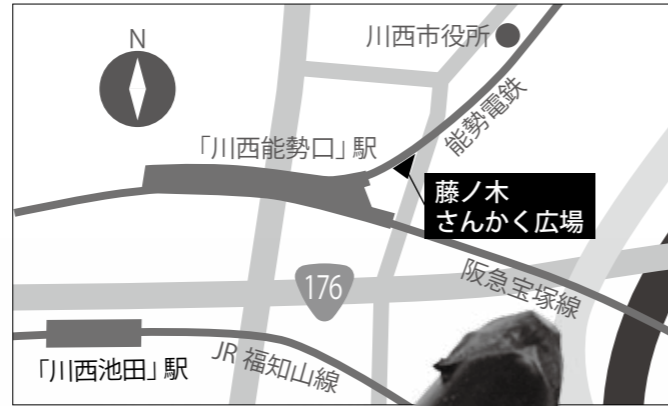 N
川西市役所
能勢電鉄
「川西能勢口」駅
藤ノ木
さんかく広場
176
阪急宝塚線
「川西池田」駅
JR 福知山線